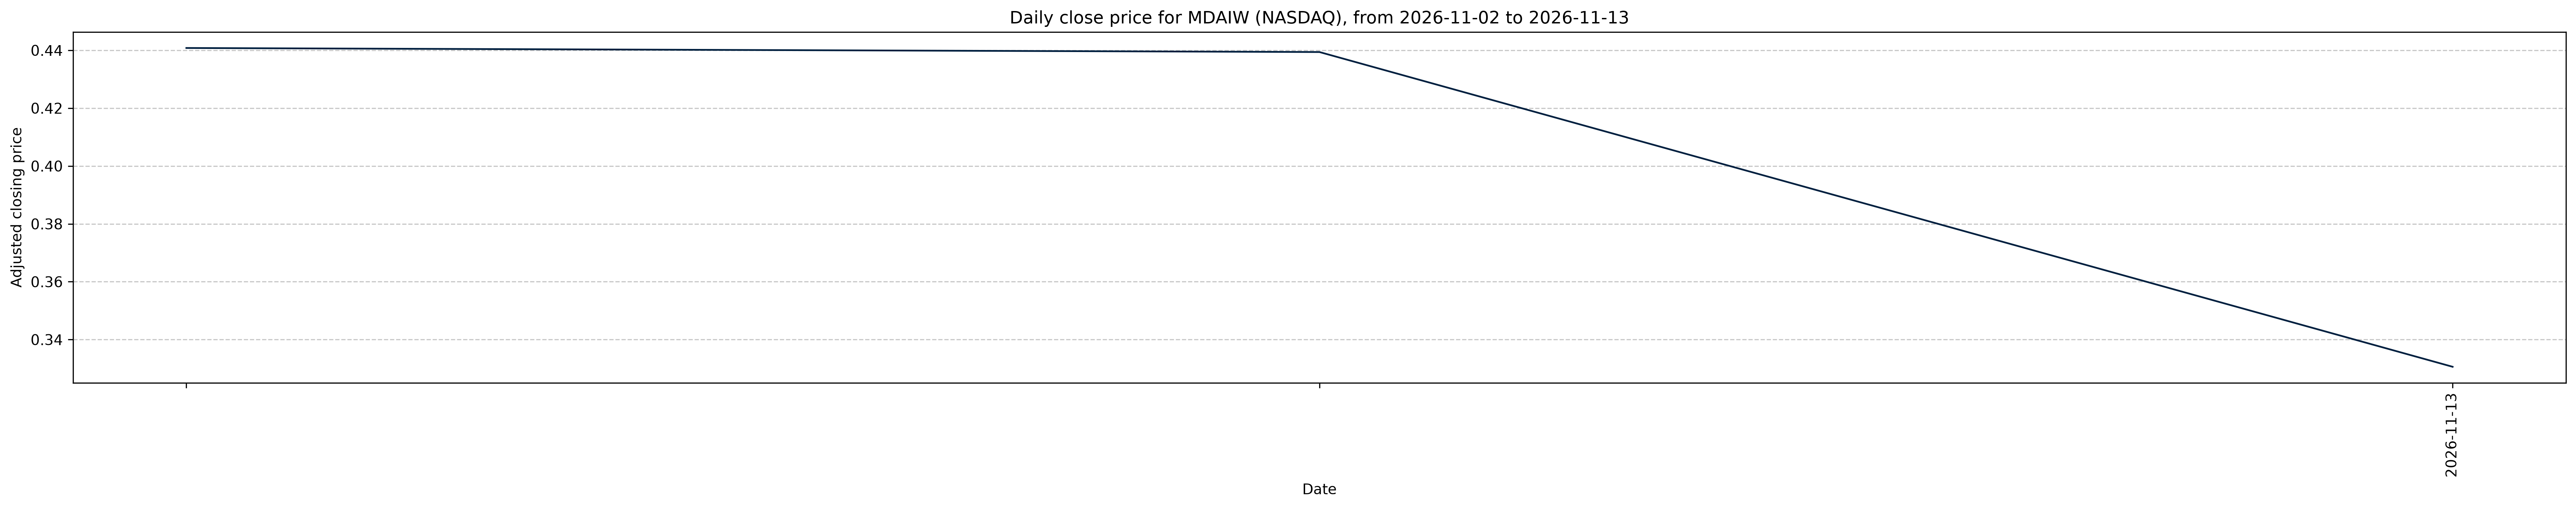 Daily close price for MDAIW (NASDAQ), from 2026-11-02 to 2026-11-13
Adjusted closing price
0.44
0.42
0.40
0.38
0.36
0.34
2026-11-13
Date